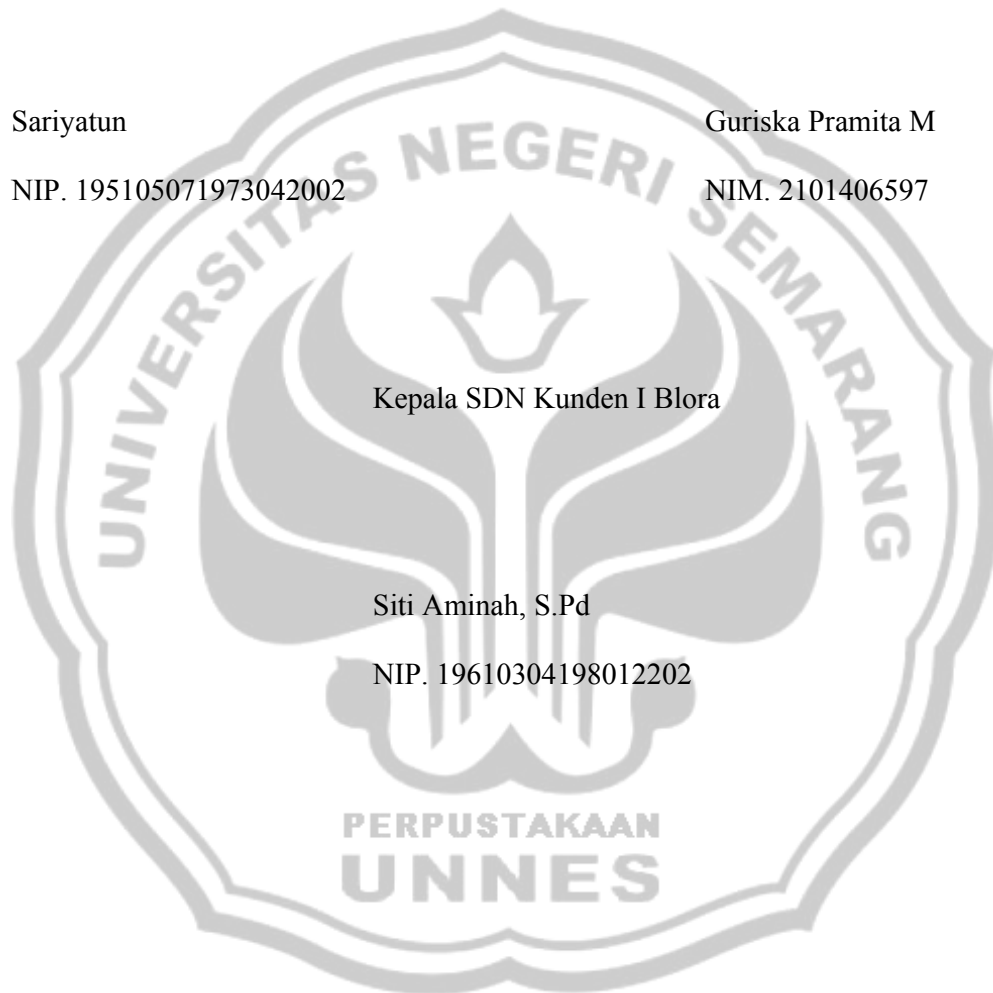 Sariyatun
Guriska Pramita M
NIP. 195105071973042002
NIM. 2101406597
Kepala SDN Kunden I Blora
Siti Aminah, S.Pd
NIP. 19610304198012202
UNIVERSITAS NEGERI SEMARANG
PERPUSTAKAAN
UNNES